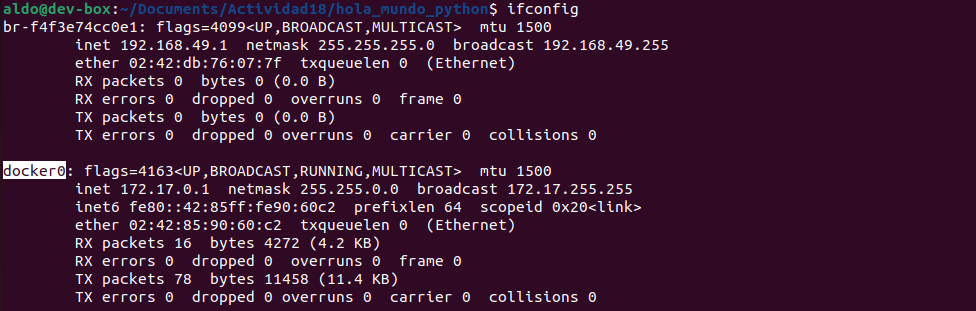 aldo@dev-box:~/Documents/Actividad18/hola_mundo_python$ ifconfig
br-f4f3e74cc0e1: flags=4099<UP,BROADCAST,MULTICAST>  mtu 1500
        inet 192.168.49.1  netmask 255.255.255.0  broadcast 192.168.49.255
        ether 02:42:db:76:07:7f  txqueuelen 0  (Ethernet)
        RX packets 0  bytes 0 (0.0 B)
        RX errors 0  dropped 0  overruns 0  frame 0
        TX packets 0  bytes 0 (0.0 B)
        TX errors 0  dropped 0 overruns 0  carrier 0  collisions 0

docker0: flags=4163<UP,BROADCAST,RUNNING,MULTICAST>  mtu 1500
        inet 172.17.0.1  netmask 255.255.0.0  broadcast 172.17.255.255
        inet6 fe80::42:85ff:fe90:60c2  prefixlen 64  scopeid 0x20<link>
        ether 02:42:85:90:60:c2  txqueuelen 0  (Ethernet)
        RX packets 16  bytes 4272 (4.2 KB)
        RX errors 0  dropped 0  overruns 0  frame 0
        TX packets 78  bytes 11458 (11.4 KB)
        TX errors 0  dropped 0 overruns 0  carrier 0  collisions 0